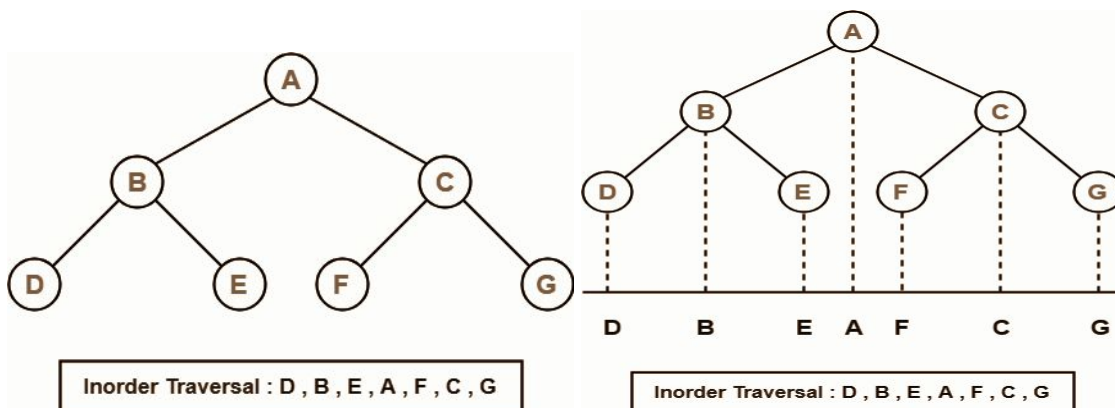 A
B C
D E F G
Inorder Traversal : D , B , E , A , F , C , G
A
B C
D E F G
D B E A F C G
Inorder Traversal : D , B , E , A , F , C , G